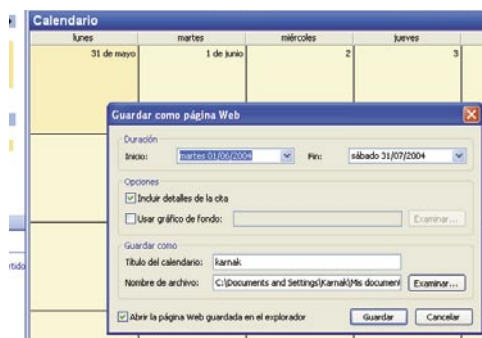 Calendario
lunes martes miércoles jueves
31 de mayo 1 de junio 2 3
Guardar como página Web
Duración
Inicio: martes 01/06/2004 Fin: sábado 31/07/2004
Opciones
Incluir detalles de la cita
Usar gráfico de fondo: Examinar...
Guardar como
Título del calendario: karnak
Nombre de archivo: C:\Documents and Settings\Karnak\Mis document Examinar...
Abrir la página Web guardada en el explorador Guardar Cancelar